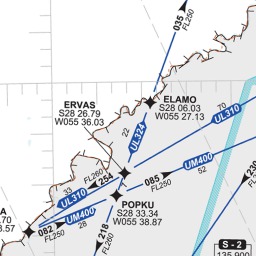 035
FL250
ELAMO
S28 06.03
W055 27.13
ERVAS
S28 26.79
W055 36.03
22
UL324
70
UL310
UM400
52
085
FL250
230
33
UL310
FL260
254
POPKU
S28 33.34
W055 38.87
UM400
28
082
FL250
218
FL260
A
.70
3.57
S - 2
135.900